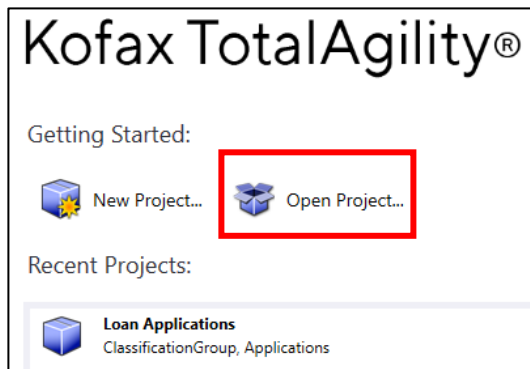 Kofax TotalAgility®
Getting Started:
New Project... Open Project...
Recent Projects:
Loan Applications
ClassificationGroup, Applications